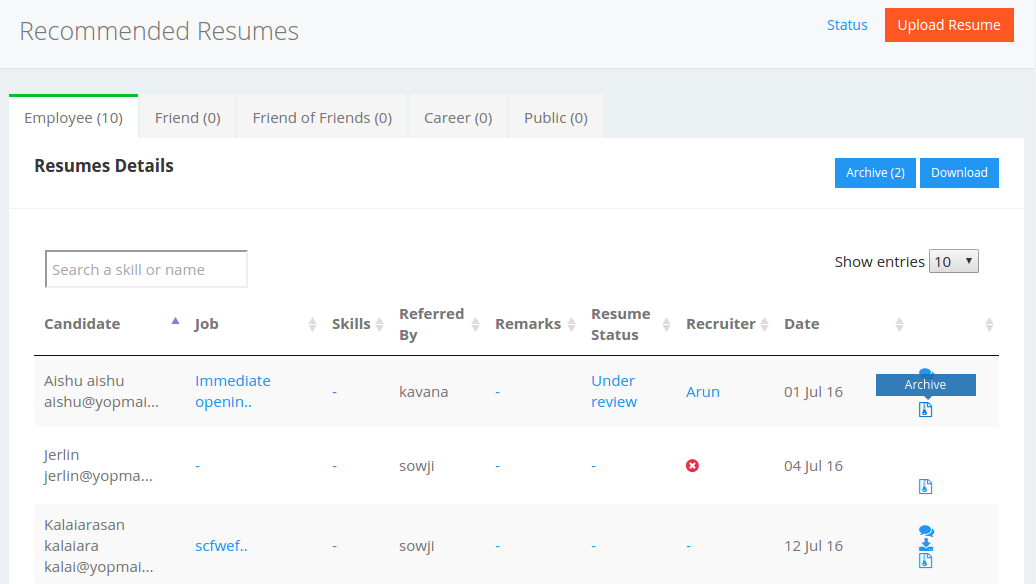 Recommended Resumes
Status
Upload Resume
Employee (10)
Friend (0)
Friend of Friends (0)
Career (0)
Public (0)
Resumes Details
Archive (2)
Download
Search a skill or name
Show entries 10
Candidate
Job
Skills
Referred
By
Remarks
Resume
Status
Recruiter
Date
Aishu aishu
aishu@yopmai...
Immediate
openin..
-
kavana
-
Under
review
Arun
01 Jul 16
Archive
Jerlin
jerlin@yopma...
-
-
sowji
-
-
04 Jul 16
Kalaiarasan
kalaiara
kalai@yopmai...
scfwef..
-
sowji
-
-
-
12 Jul 16